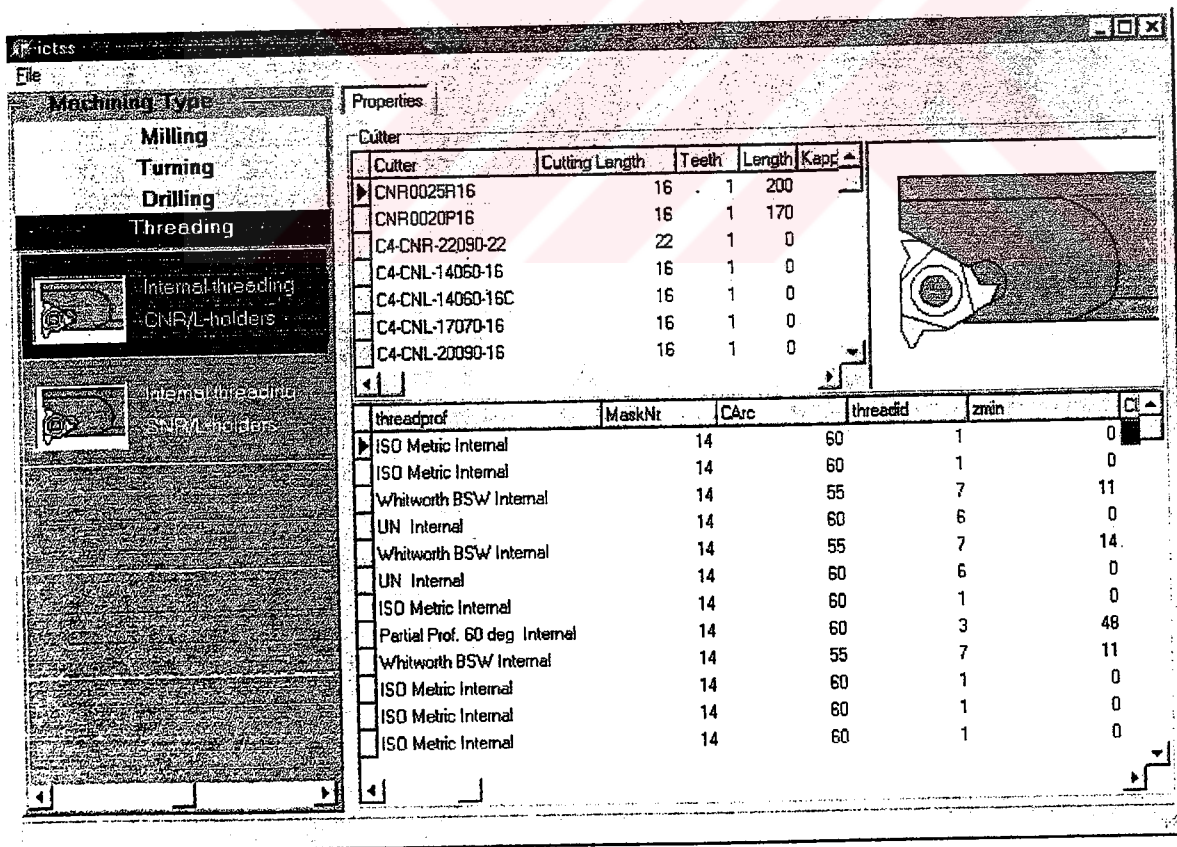 ictss
File
Machining Type
Milling
Turning
Drilling
Threading
Internal threading
CNR/L-holders
Internal threading
SNR/L-holders
Properties
Cutter
Cutter Cutting Length Teeth Length Kapp
CNR0025R16 16 1 200
CNR0020P16 16 1 170
C4-CNR-22090-22 22 1 0
C4-CNL-14060-16 16 1 0
C4-CNL-14060-16C 16 1 0
C4-CNL-17070-16 16 1 0
C4-CNL-20090-16 16 1 0
threadprof MaskNr CArc threadid zmin
ISO Metric Internal 14 60 1 0
ISO Metric Internal 14 60 1 0
Whitworth BSW Internal 14 55 7 11
UN Internal 14 60 6 0
Whitworth BSW Internal 14 55 7 14
UN Internal 14 60 6 0
ISO Metric Internal 14 60 1 0
Partial Prof. 60 deg Internal 14 60 3 48
Whitworth BSW Internal 14 55 7 11
ISO Metric Internal 14 60 1 0
ISO Metric Internal 14 60 1 0
ISO Metric Internal 14 60 1 0